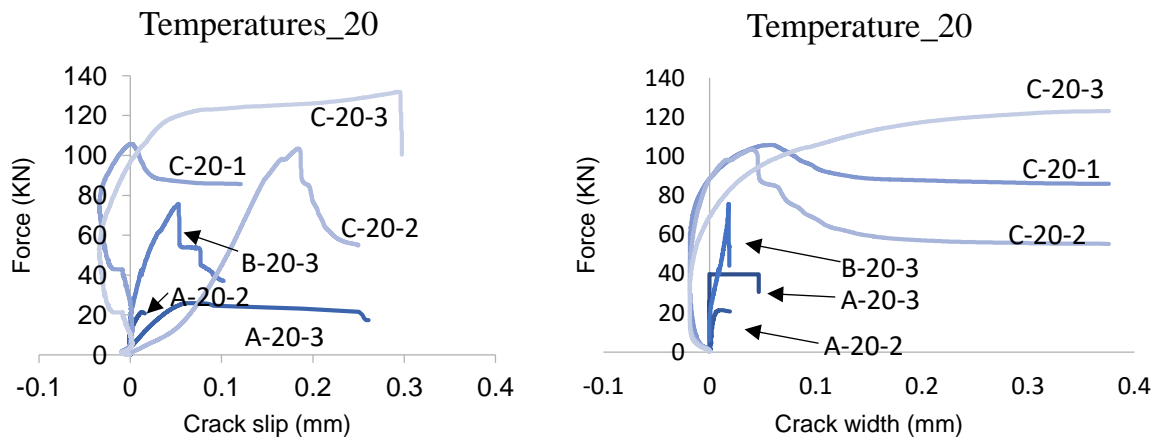 Temperatures_20
140
120
100
80
60
40
20
0
-0.1
0
0.1
0.2
0.3
0.4
Force (KN)
Crack slip (mm)
C-20-3
C-20-1
C-20-2
B-20-3
A-20-2
A-20-3
Temperature_20
140
120
100
80
60
40
20
0
-0.1
0
0.1
0.2
0.3
0.4
Force (KN)
Crack width (mm)
C-20-3
C-20-1
C-20-2
B-20-3
A-20-3
A-20-2